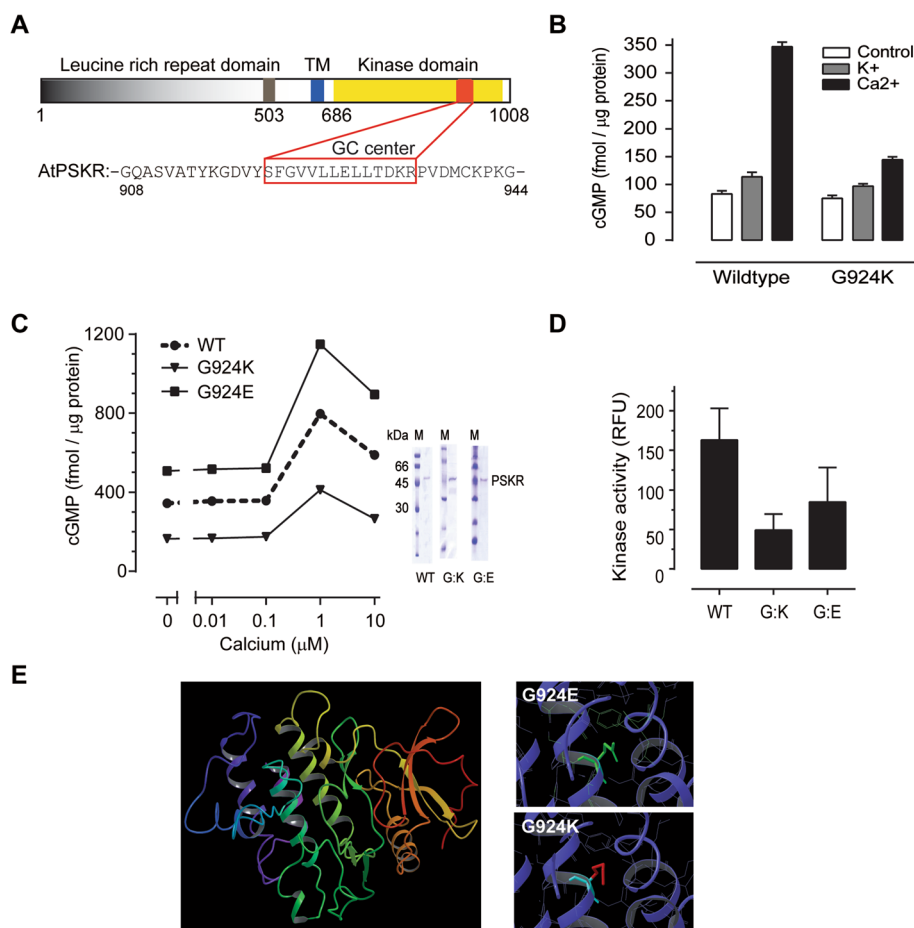 A
Leucine rich repeat domain TM Kinase domain
1 503 686 1008
GC center
AtPSKR:-GQASVATYKGDVYSFGVVLLELLTDKRPVDMCKPKG-
908 944
B
cGMP (fmol / μg protein)
350
300
250
200
150
100
50
0
Control
K+
Ca2+
Wildtype G924K
C
cGMP (fmol / μg protein)
1200
800
400
0
WT
G924K
G924E
0 0.01 0.1 1 10
Calcium (μM)
kDa M M M
66
45
30
PSKR
WT G:K G:E
D
Kinase activity (RFU)
150
200
100
50
0
WT G:K G:E
E
G924E
G924K